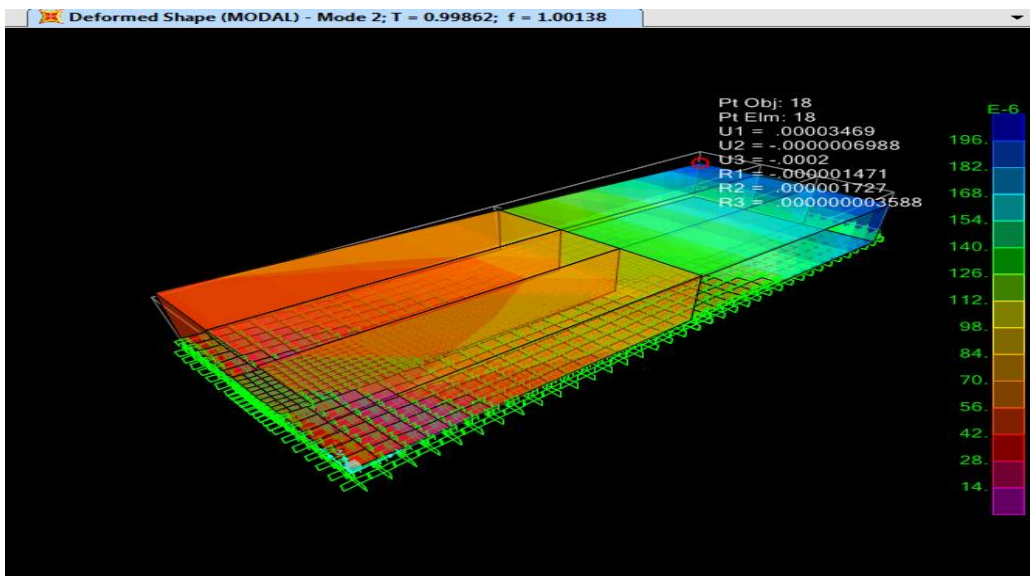 Deformed Shape (MODAL) - Mode 2; T = 0.99862; f = 1.00138
Pt Obj: 18
Pt Elm: 18
U1 = .00003469
U2 = -.0000006988
U3 = -.0002
R1 = -.000001471
R2 = .000001727
R3 = .000000003588
E-6
196.
182.
168.
154.
140.
126.
112.
98.
84.
70.
56.
42.
28.
14.